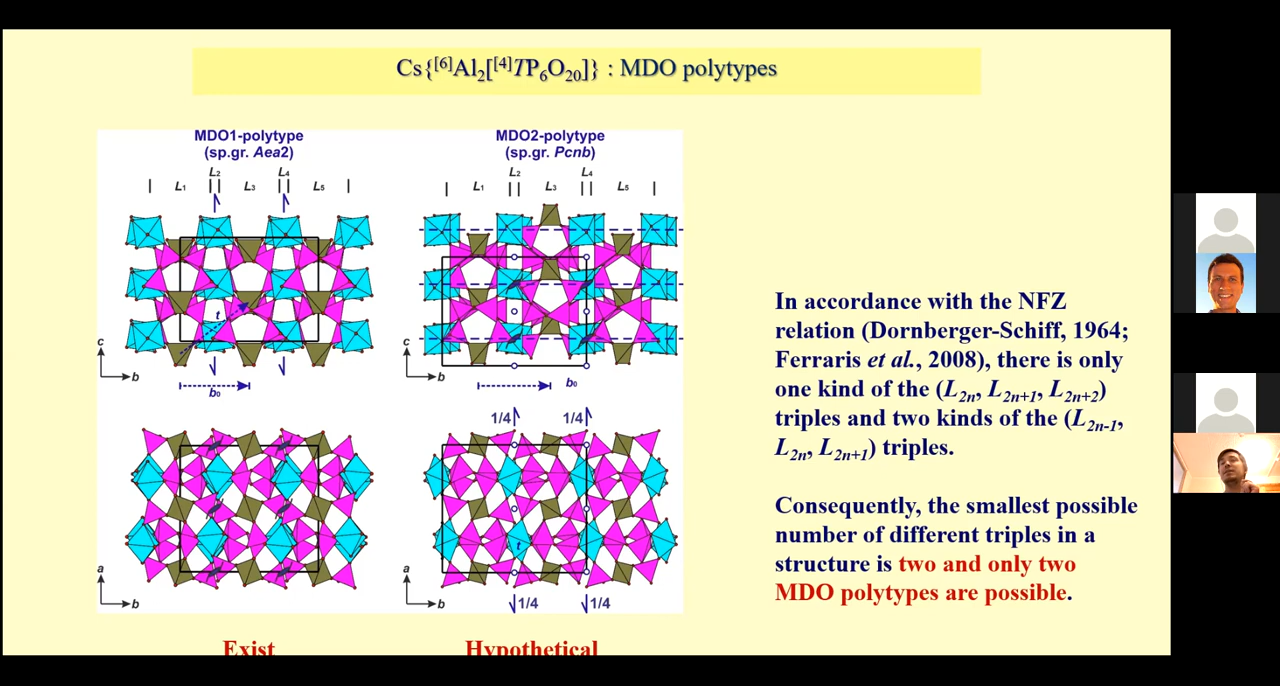 Cs{[6]Al2[[4]TP6O20]} : MDO polytypes
MDO1-polytype
(sp.gr. Aea2)
L1 L2 L3 L4 L5
t
c
b
b0
a
b
Exist
MDO2-polytype
(sp.gr. Pcnb)
L1 L2 L3 L4 L5
c
b
b0
1/4 1/4
t
a
b
1/4 1/4
Hypothetical
In accordance with the NFZ
relation (Dornberger-Schiff, 1964;
Ferraris et al., 2008), there is only
one kind of the (L2n, L2n+1, L2n+2)
triples and two kinds of the (L2n-1,
L2n, L2n+1) triples.
Consequently, the smallest possible
number of different triples in a
structure is two and only two
MDO polytypes are possible.